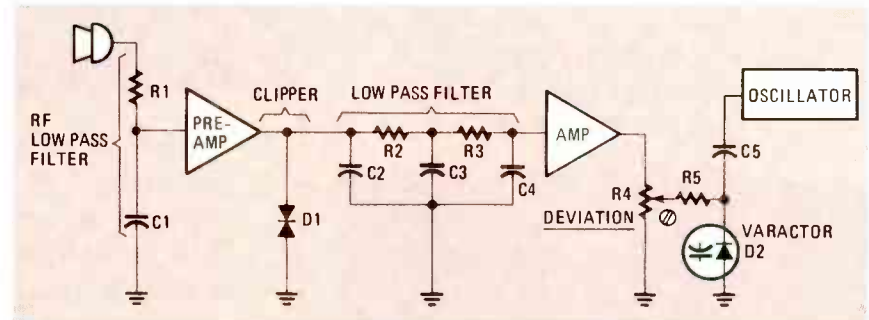 RF
LOW PASS
FILTER
R1
C1
PRE-
AMP
CLIPPER
D1
LOW PASS FILTER
R2
R3
C2
C3
C4
AMP
R4
DEVIATION
R5
C5
OSCILLATOR
VARACTOR
D2